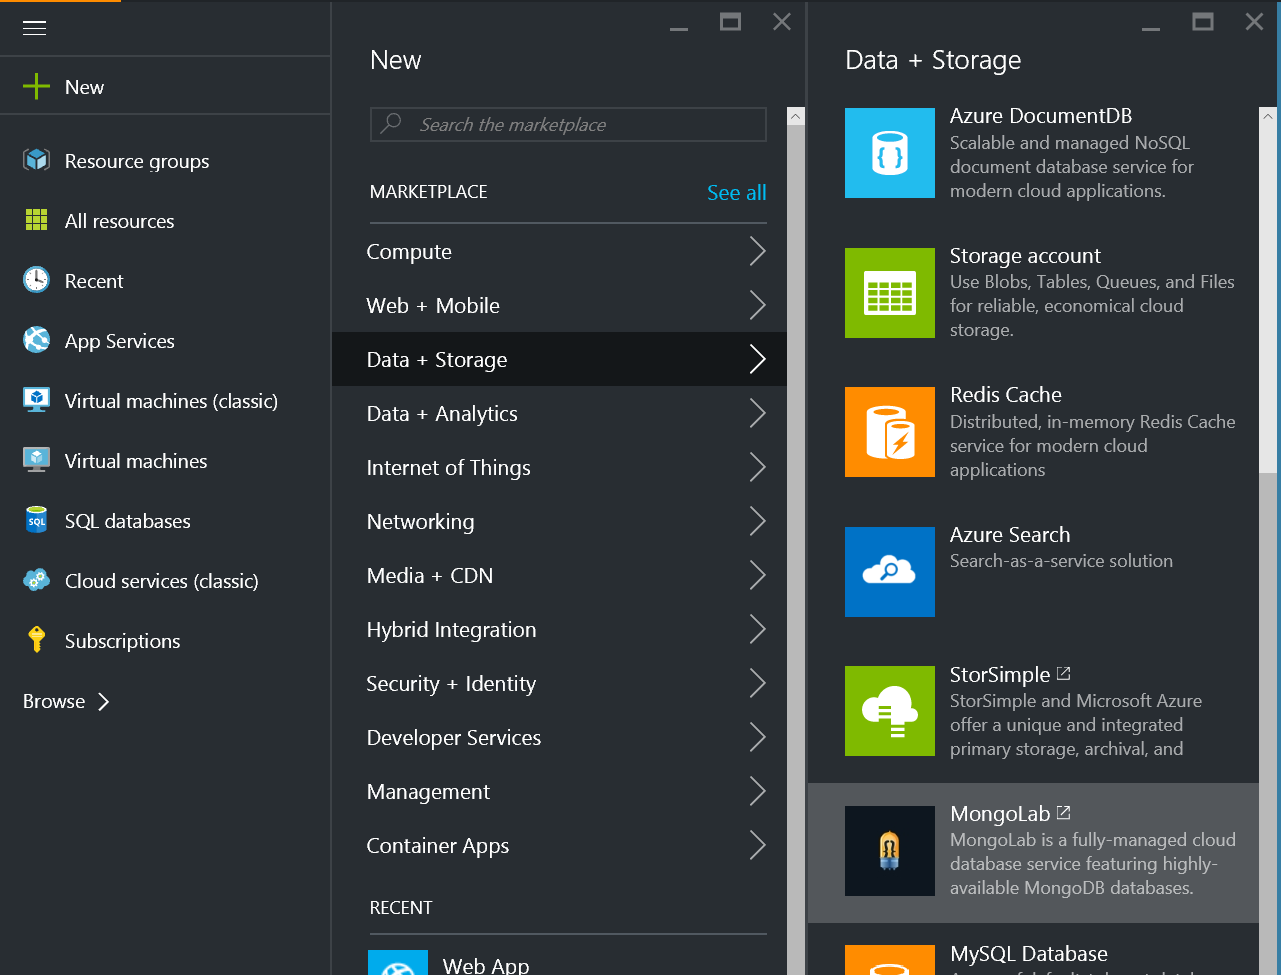 New
Resource groups
All resources
Recent
App Services
Virtual machines (classic)
Virtual machines
SQL
SQL databases
Cloud services (classic)
Subscriptions
Browse
New
Search the marketplace
MARKETPLACE
See all
Compute
Web + Mobile
Data + Storage
Data + Analytics
Internet of Things
Networking
Media + CDN
Hybrid Integration
Security + Identity
Developer Services
Management
Container Apps
RECENT
Web App
Data + Storage
Azure DocumentDB
Scalable and managed NoSQL
document database service for
modern cloud applications.
Storage account
Use Blobs, Tables, Queues, and Files
for reliable, economical cloud
storage.
Redis Cache
Distributed, in-memory Redis Cache
service for modern cloud
applications
Azure Search
Search-as-a-service solution
StorSimple
StorSimple and Microsoft Azure
offer a unique and integrated
primary storage, archival, and
MongoLab
MongoLab is a fully-managed cloud
database service featuring highly-
available MongoDB databases.
MySQL Database